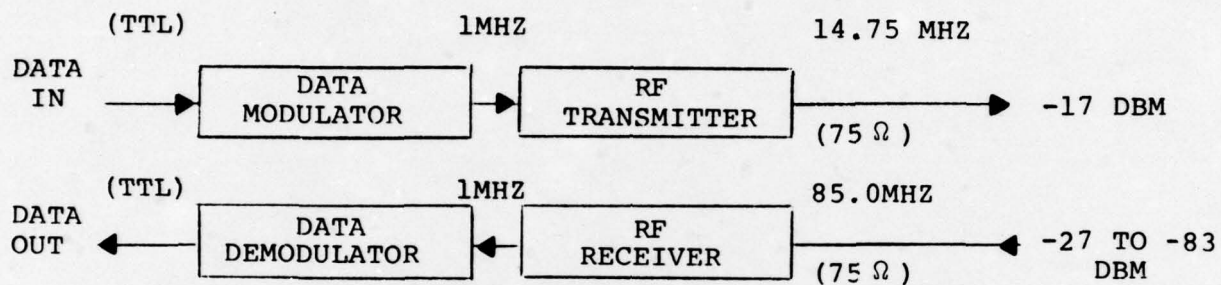 (TTL) 1MHZ 14.75 MHZ
DATA
IN
DATA
MODULATOR
RF
TRANSMITTER
-17 DBM
(75 Ω)
(TTL) 1MHZ 85.0MHZ
DATA
OUT
DATA
DEMODULATOR
RF
RECEIVER
-27 TO -83
DBM
(75 Ω)